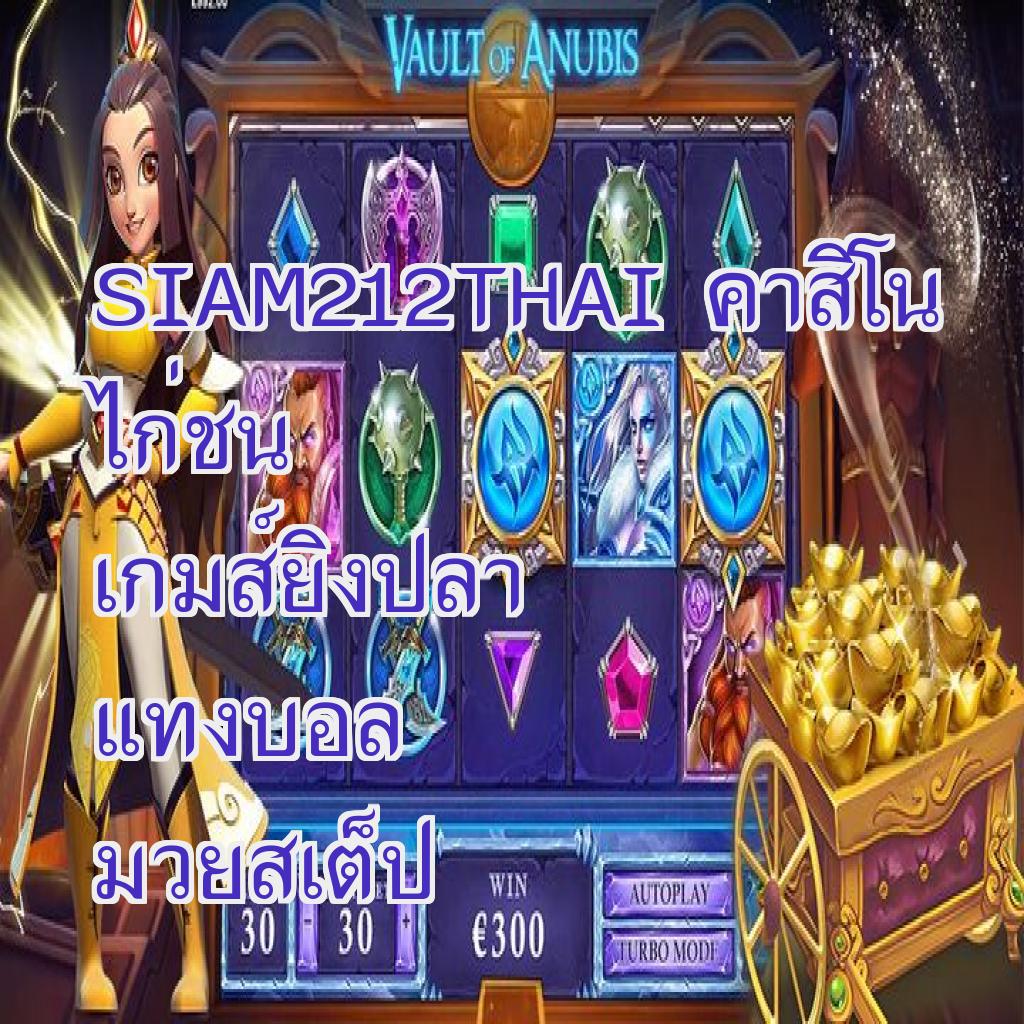 VAULT OF ANUBIS
SIAM212THAI คาสิโน
ไก่ชน
เกมส์ยิงปลา
แทงบอล
มวยสเต็ป
WIN
30 - 30 +
€300
AUTOPLAY
TURBO MODE